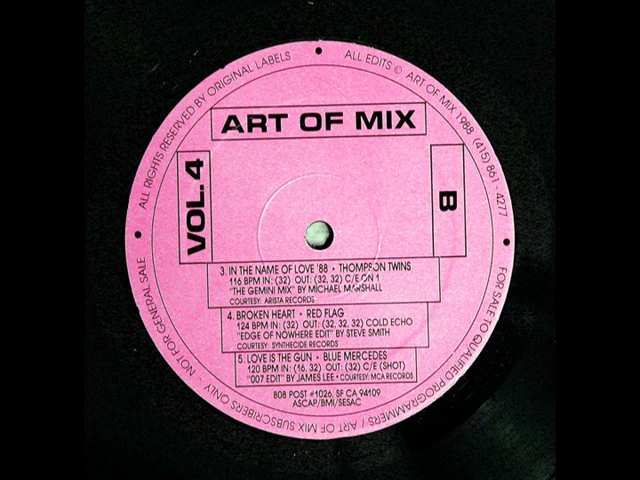 ALL RIGHTS RESERVED BY ORIGINAL LABELS
ALL EDITS © ART OF MIX 1988 (415) 861-4277
ART OF MIX
VOL.4
B
3. IN THE NAME OF LOVE '88 • THOMPSON TWINS
116 BPM IN: (32) OUT: (32) C/E ON 1
"THE GEMINI MIX" BY MICHAEL MARSHALL
COURTESY: ARISTA RECORDS
4. BROKEN HEART • RED FLAG
124 BPM IN: (32) OUT: (32, 32, 32) COLD ECHO
"EDGE OF NOWHERE EDIT" BY STEVE SMITH
COURTESY: SYNTHECIDE RECORDS
5. LOVE IS THE GUN • BLUE MERCEDES
120 BPM IN: (16, 32) OUT: (32) C/E (SHOT)
"007 EDIT" BY JAMES LEE • COURTESY: MCA RECORDS
808 POST #1026, SF CA 94109
ASCAP/BMI/SESAC
FOR SALE TO QUALIFIED PROGRAMMERS / ART OF MIX SUBSCRIBERS ONLY • NOT FOR GENERAL SALE